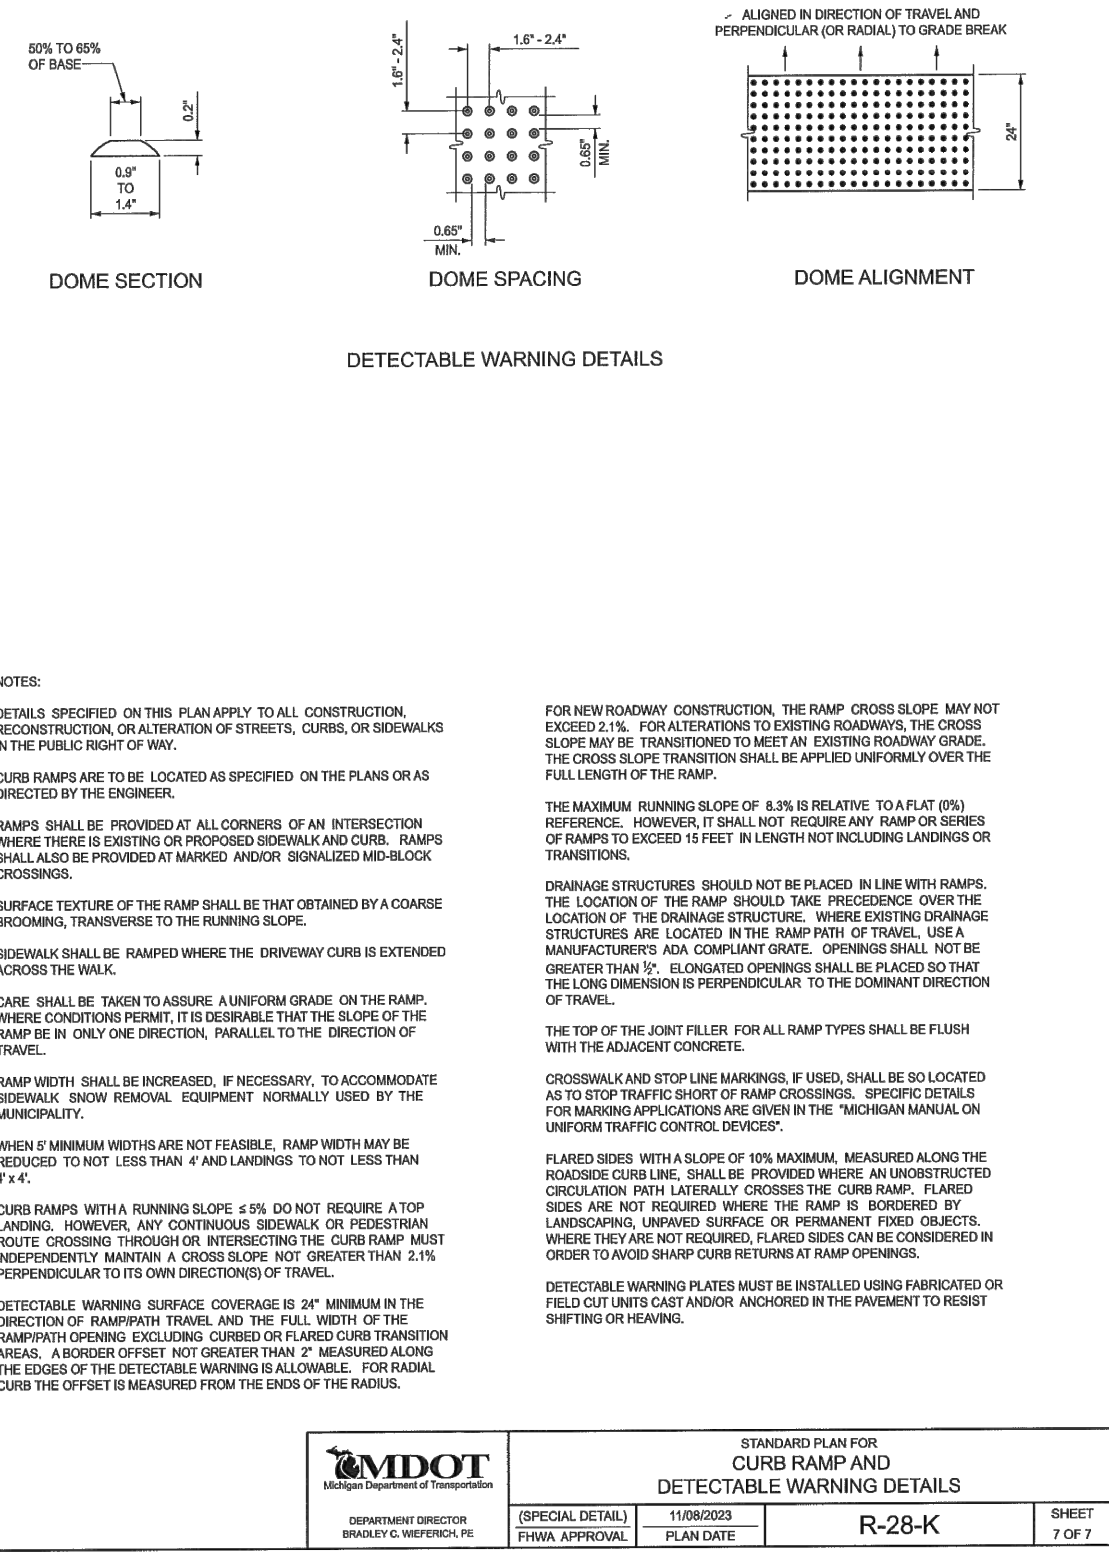 50% TO 65%
OF BASE
0.2"
0.9"
TO
1.4"
DOME SECTION
1.6" - 2.4"
1.6" - 2.4"
0.65"
MIN.
0.65"
MIN.
DOME SPACING
ALIGNED IN DIRECTION OF TRAVEL AND
PERPENDICULAR (OR RADIAL) TO GRADE BREAK
24"
DOME ALIGNMENT
DETECTABLE WARNING DETAILS
NOTES:
DETAILS SPECIFIED ON THIS PLAN APPLY TO ALL CONSTRUCTION,
RECONSTRUCTION, OR ALTERATION OF STREETS, CURBS, OR SIDEWALKS
IN THE PUBLIC RIGHT OF WAY.
CURB RAMPS ARE TO BE LOCATED AS SPECIFIED ON THE PLANS OR AS
DIRECTED BY THE ENGINEER.
RAMPS SHALL BE PROVIDED AT ALL CORNERS OF AN INTERSECTION
WHERE THERE IS EXISTING OR PROPOSED SIDEWALK AND CURB. RAMPS
SHALL ALSO BE PROVIDED AT MARKED AND/OR SIGNALIZED MID-BLOCK
CROSSINGS.
SURFACE TEXTURE OF THE RAMP SHALL BE THAT OBTAINED BY A COARSE
BROOMING, TRANSVERSE TO THE RUNNING SLOPE.
SIDEWALK SHALL BE RAMPED WHERE THE DRIVEWAY CURB IS EXTENDED
ACROSS THE WALK.
CARE SHALL BE TAKEN TO ASSURE A UNIFORM GRADE ON THE RAMP.
WHERE CONDITIONS PERMIT, IT IS DESIRABLE THAT THE SLOPE OF THE
RAMP BE IN ONLY ONE DIRECTION, PARALLEL TO THE DIRECTION OF
TRAVEL.
RAMP WIDTH SHALL BE INCREASED, IF NECESSARY, TO ACCOMMODATE
SIDEWALK SNOW REMOVAL EQUIPMENT NORMALLY USED BY THE
MUNICIPALITY.
WHEN 5' MINIMUM WIDTHS ARE NOT FEASIBLE, RAMP WIDTH MAY BE
REDUCED TO NOT LESS THAN 4' AND LANDINGS TO NOT LESS THAN
4' x 4'.
CURB RAMPS WITH A RUNNING SLOPE ≤ 5% DO NOT REQUIRE A TOP
LANDING. HOWEVER, ANY CONTINUOUS SIDEWALK OR PEDESTRIAN
ROUTE CROSSING THROUGH OR INTERSECTING THE CURB RAMP MUST
INDEPENDENTLY MAINTAIN A CROSS SLOPE NOT GREATER THAN 2.1%
PERPENDICULAR TO ITS OWN DIRECTION(S) OF TRAVEL.
DETECTABLE WARNING SURFACE COVERAGE IS 24" MINIMUM IN THE
DIRECTION OF RAMP/PATH TRAVEL AND THE FULL WIDTH OF THE
RAMP/PATH OPENING EXCLUDING CURBED OR FLARED CURB TRANSITION
AREAS. A BORDER OFFSET NOT GREATER THAN 2" MEASURED ALONG
THE EDGES OF THE DETECTABLE WARNING IS ALLOWABLE. FOR RADIAL
CURB THE OFFSET IS MEASURED FROM THE ENDS OF THE RADIUS.
FOR NEW ROADWAY CONSTRUCTION, THE RAMP CROSS SLOPE MAY NOT
EXCEED 2.1%. FOR ALTERATIONS TO EXISTING ROADWAYS, THE CROSS
SLOPE MAY BE TRANSITIONED TO MEET AN EXISTING ROADWAY GRADE.
THE CROSS SLOPE TRANSITION SHALL BE APPLIED UNIFORMLY OVER THE
FULL LENGTH OF THE RAMP.
THE MAXIMUM RUNNING SLOPE OF 8.3% IS RELATIVE TO A FLAT (0%)
REFERENCE. HOWEVER, IT SHALL NOT REQUIRE ANY RAMP OR SERIES
OF RAMPS TO EXCEED 15 FEET IN LENGTH NOT INCLUDING LANDINGS OR
TRANSITIONS.
DRAINAGE STRUCTURES SHOULD NOT BE PLACED IN LINE WITH RAMPS.
THE LOCATION OF THE RAMP SHOULD TAKE PRECEDENCE OVER THE
LOCATION OF THE DRAINAGE STRUCTURE. WHERE EXISTING DRAINAGE
STRUCTURES ARE LOCATED IN THE RAMP PATH OF TRAVEL, USE A
MANUFACTURER'S ADA COMPLIANT GRATE. OPENINGS SHALL NOT BE
GREATER THAN ½". ELONGATED OPENINGS SHALL BE PLACED SO THAT
THE LONG DIMENSION IS PERPENDICULAR TO THE DOMINANT DIRECTION
OF TRAVEL.
THE TOP OF THE JOINT FILLER FOR ALL RAMP TYPES SHALL BE FLUSH
WITH THE ADJACENT CONCRETE.
CROSSWALK AND STOP LINE MARKINGS, IF USED, SHALL BE SO LOCATED
AS TO STOP TRAFFIC SHORT OF RAMP CROSSINGS. SPECIFIC DETAILS
FOR MARKING APPLICATIONS ARE GIVEN IN THE "MICHIGAN MANUAL ON
UNIFORM TRAFFIC CONTROL DEVICES".
FLARED SIDES WITH A SLOPE OF 10% MAXIMUM, MEASURED ALONG THE
ROADSIDE CURB LINE, SHALL BE PROVIDED WHERE AN UNOBSTRUCTED
CIRCULATION PATH LATERALLY CROSSES THE CURB RAMP. FLARED
SIDES ARE NOT REQUIRED WHERE THE RAMP IS BORDERED BY
LANDSCAPING, UNPAVED SURFACE OR PERMANENT FIXED OBJECTS.
WHERE THEY ARE NOT REQUIRED, FLARED SIDES CAN BE CONSIDERED IN
ORDER TO AVOID SHARP CURB RETURNS AT RAMP OPENINGS.
DETECTABLE WARNING PLATES MUST BE INSTALLED USING FABRICATED OR
FIELD CUT UNITS CAST AND/OR ANCHORED IN THE PAVEMENT TO RESIST
SHIFTING OR HEAVING.
MDOT
Michigan Department of Transportation
DEPARTMENT DIRECTOR
BRADLEY C. WIEFERICH, PE
STANDARD PLAN FOR
CURB RAMP AND
DETECTABLE WARNING DETAILS
(SPECIAL DETAIL)
FHWA APPROVAL
11/08/2023
PLAN DATE
R-28-K
SHEET
7 OF 7